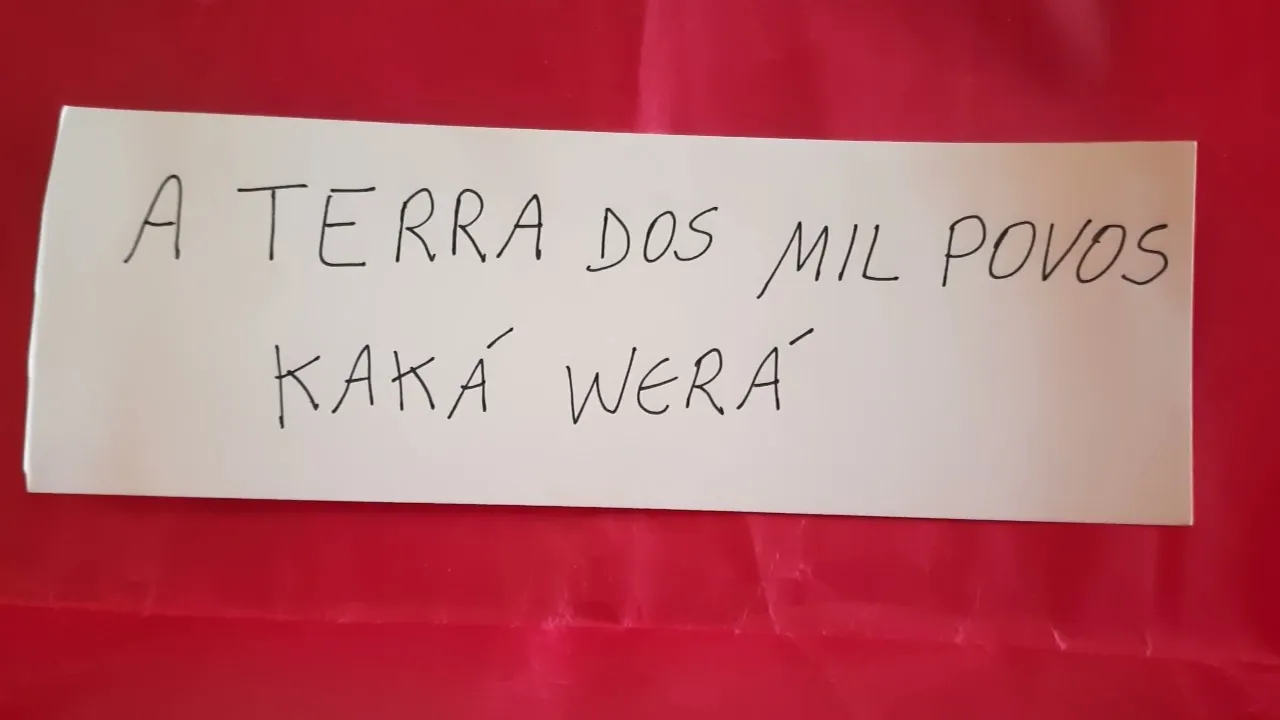 A TERRA DOS MIL POVOS
KAKÁ WERÁ